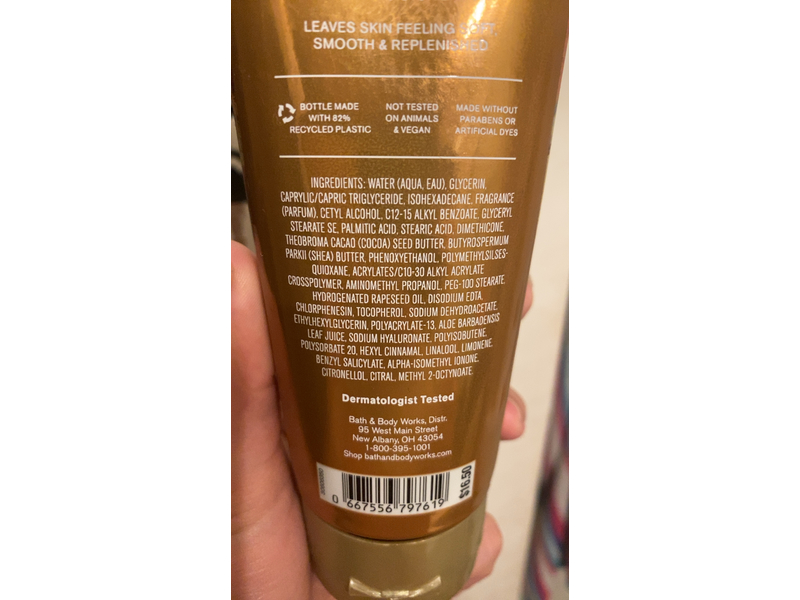 LEAVES SKIN FEELING SOFT,
SMOOTH & REPLENISHED
BOTTLE MADE
WITH 82%
RECYCLED PLASTIC
NOT TESTED
ON ANIMALS
& VEGAN
MADE WITHOUT
PARABENS OR
ARTIFICIAL DYES
INGREDIENTS: WATER (AQUA, EAU), GLYCERIN,
CAPRYLIC/CAPRIC TRIGLYCERIDE, ISOHEXADECANE, FRAGRANCE
(PARFUM), CETYL ALCOHOL, C12-15 ALKYL BENZOATE, GLYCERYL
STEARATE SE, PALMITIC ACID, STEARIC ACID, DIMETHICONE,
THEOBROMA CACAO (COCOA) SEED BUTTER, BUTYROSPERMUM
PARKII (SHEA) BUTTER, PHENOXYETHANOL, POLYMETHYLSILSES-
QUIOXANE, ACRYLATES/C10-30 ALKYL ACRYLATE
CROSSPOLYMER, AMINOMETHYL PROPANOL, PEG-100 STEARATE,
HYDROGENATED RAPESEED OIL, DISODIUM EDTA,
CHLORPHENESIN, TOCOPHEROL, SODIUM DEHYDROACETATE,
ETHYLHEXYLGLYCERIN, POLYACRYLATE-13, ALOE BARBADENSIS
LEAF JUICE, SODIUM HYALURONATE, POLYISOBUTENE,
POLYSORBATE 20, HEXYL CINNAMAL, LINALOOL, LIMONENE,
BENZYL SALICYLATE, ALPHA-ISOMETHYL IONONE,
CITRONELLOL, CITRAL, METHYL 2-OCTYNOATE.
Dermatologist Tested
Bath & Body Works, Distr.
95 West Main Street
New Albany, OH 43054
1-800-395-1001
Shop bathandbodyworks.com
0 667556 797619
$16.50